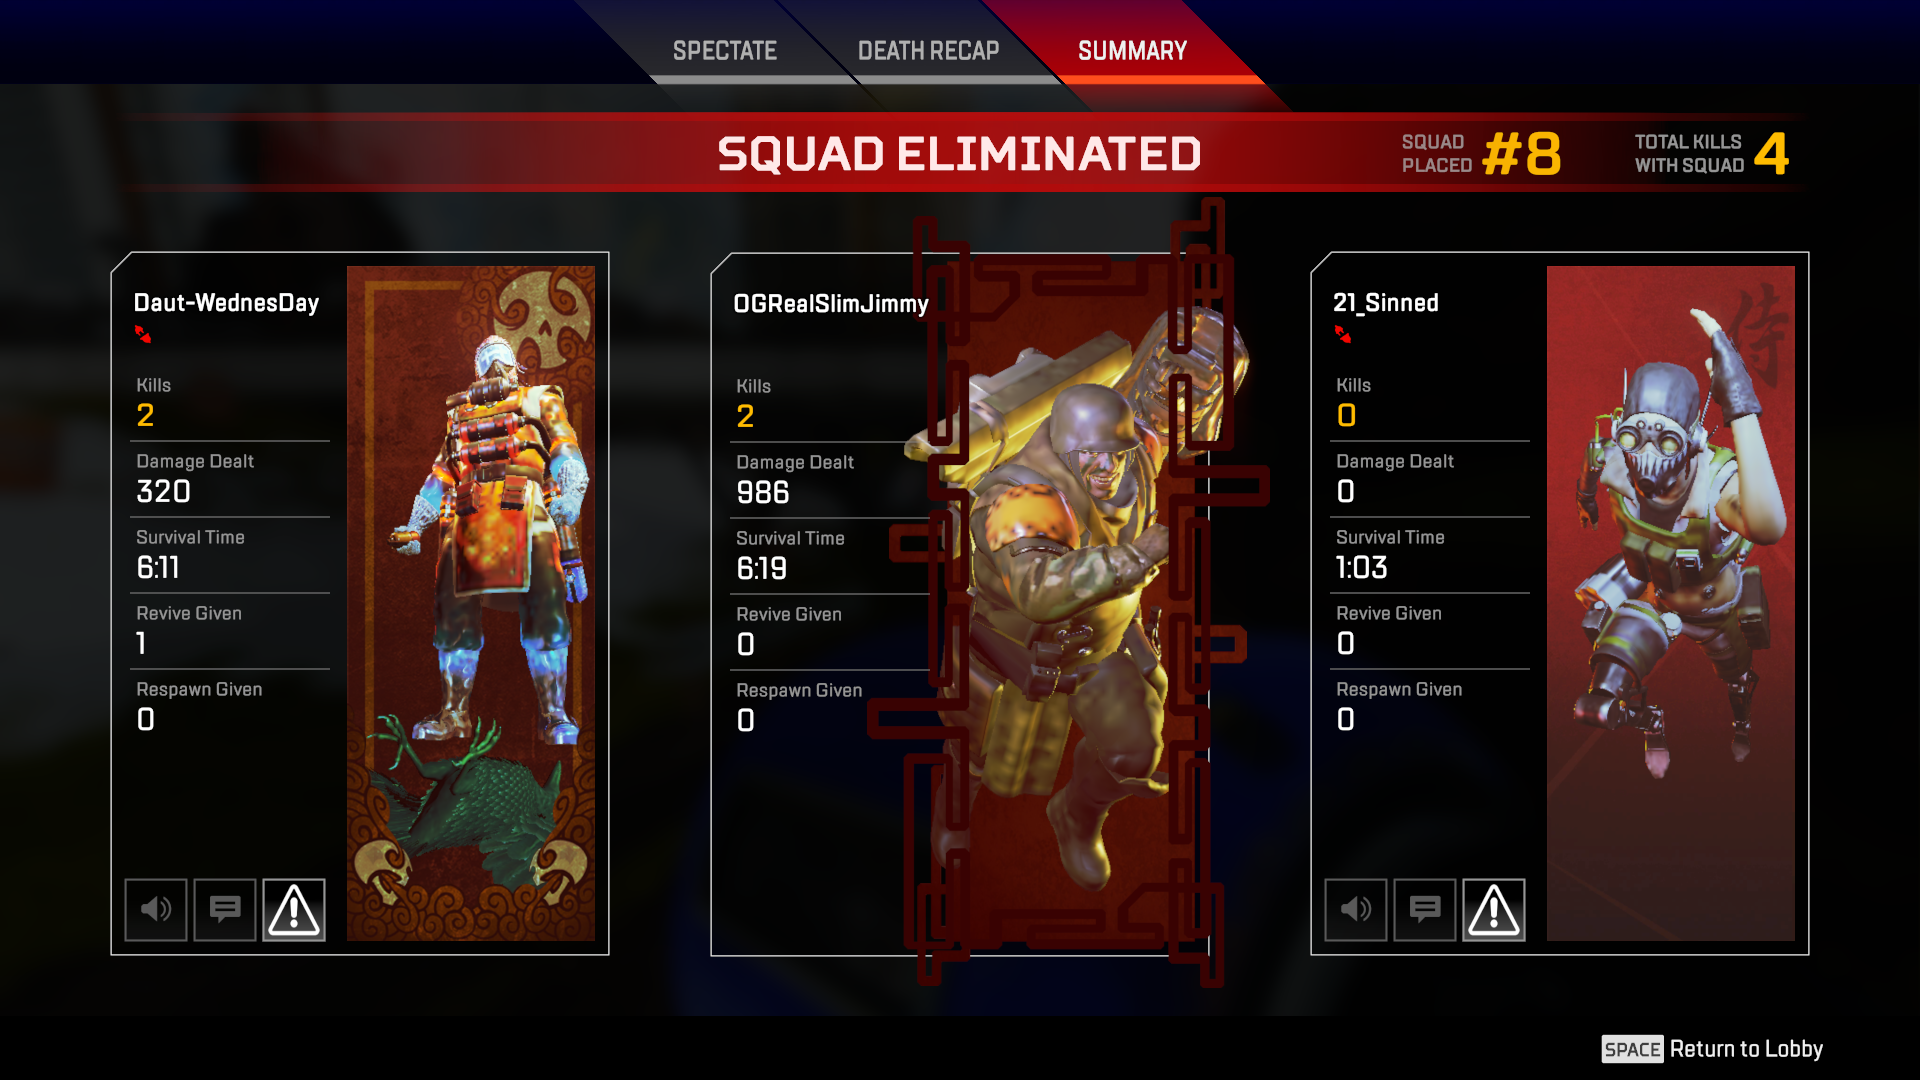 SPECTATE
DEATH RECAP
SUMMARY
SQUAD ELIMINATED
SQUAD
PLACED
#8
TOTAL KILLS
WITH SQUAD
4
Daut-WednesDay
Kills
2
Damage Dealt
320
Survival Time
6:11
Revive Given
1
Respawn Given
0
OGRealSlimJimmy
Kills
2
Damage Dealt
986
Survival Time
6:19
Revive Given
0
Respawn Given
0
21_Sinned
Kills
0
Damage Dealt
0
Survival Time
1:03
Revive Given
0
Respawn Given
0
侍
SPACE Return to Lobby